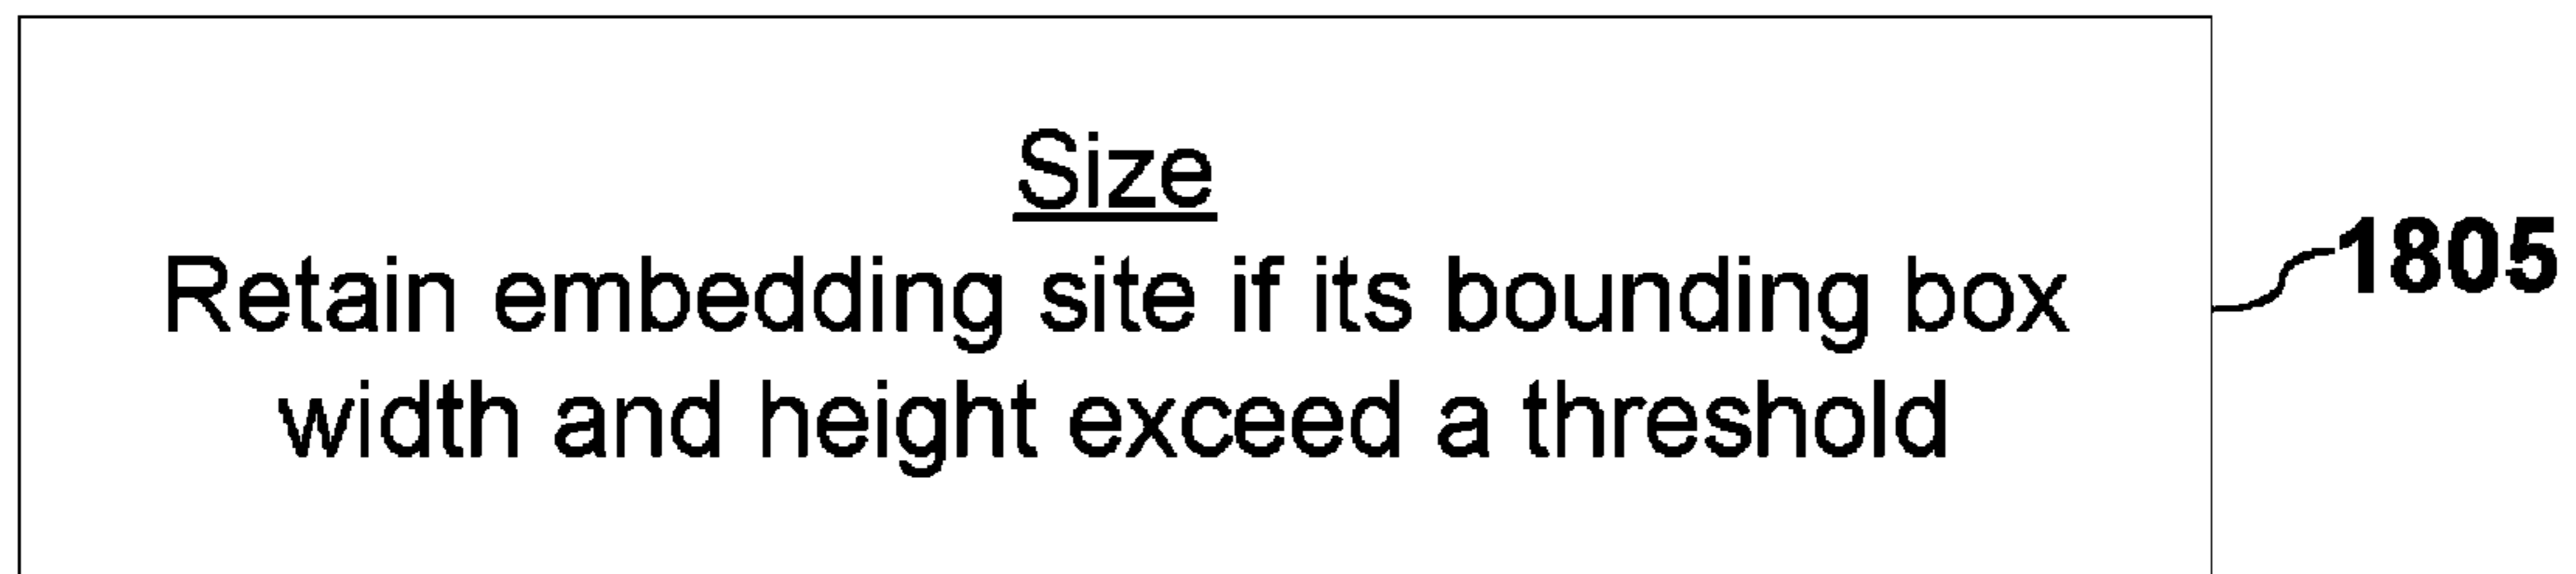 Size
Retain embedding site if its bounding box
width and height exceed a threshold
1805